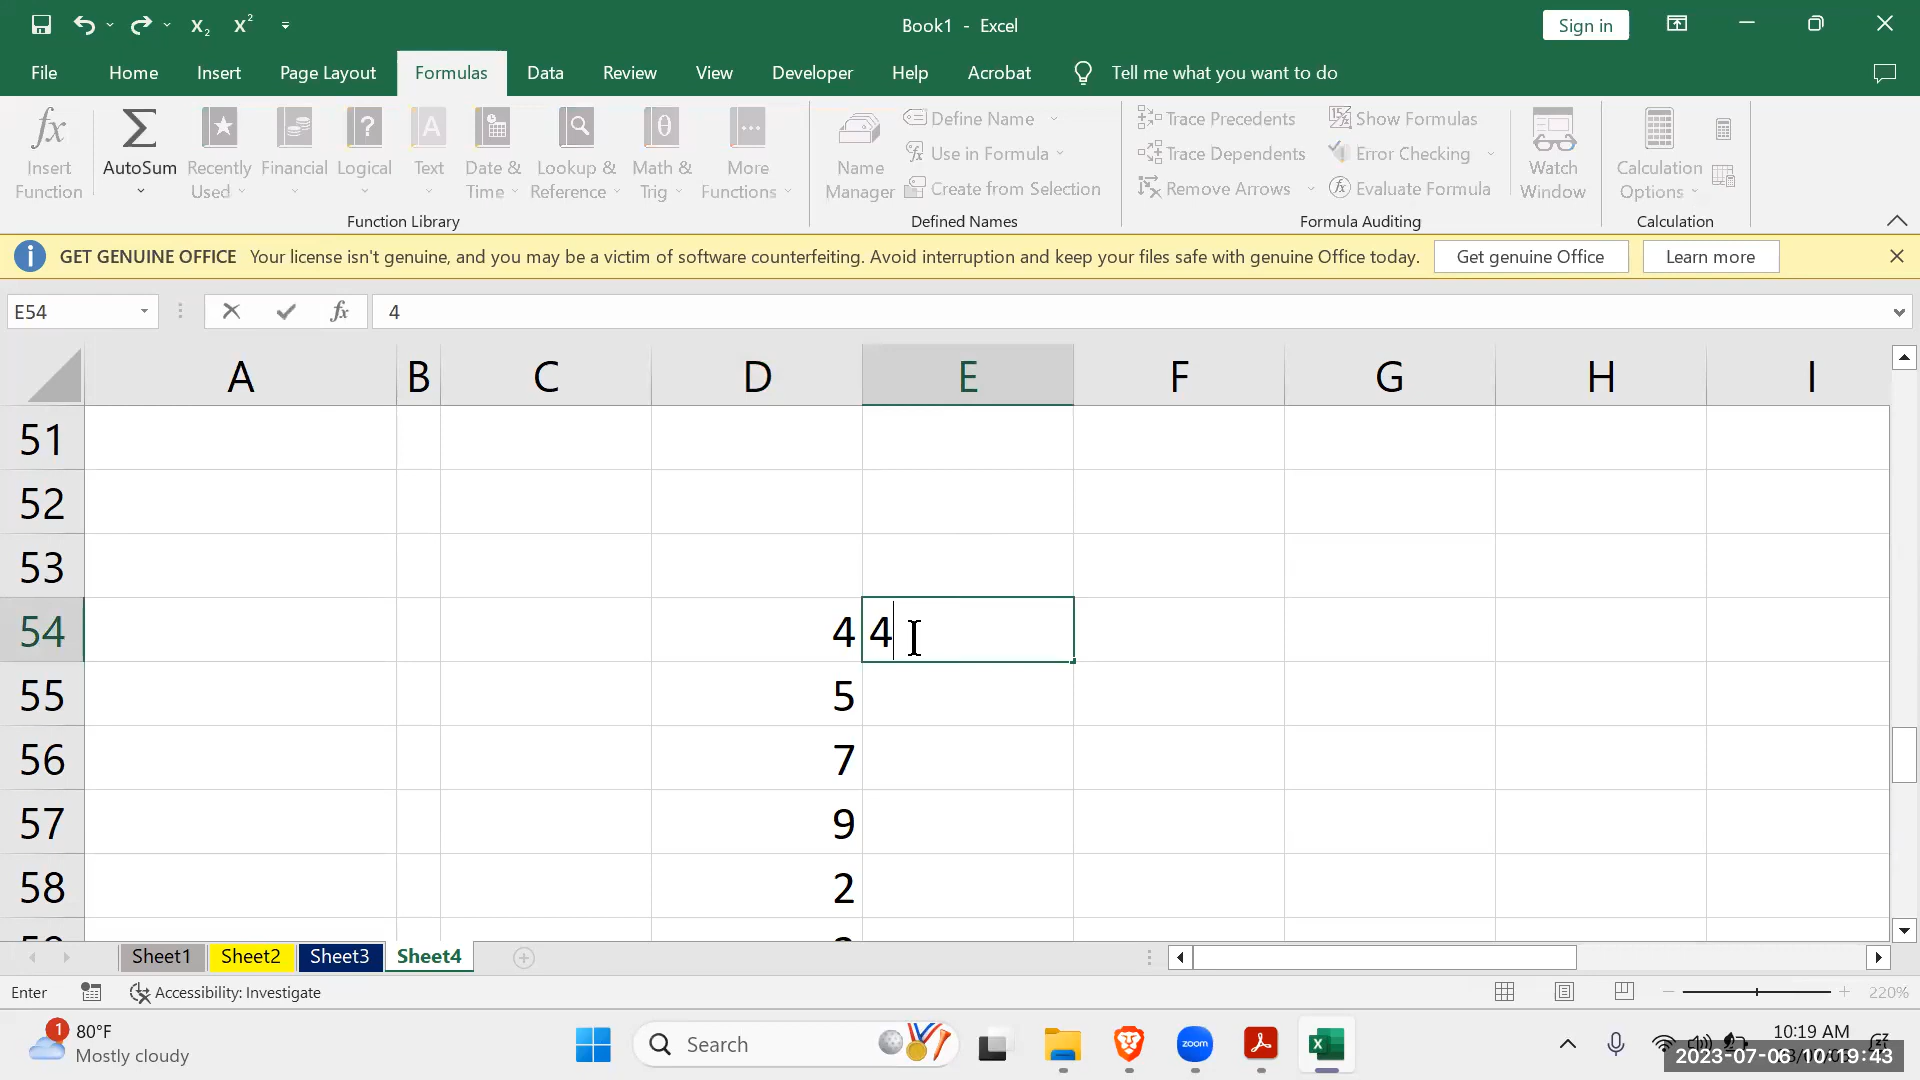 Book1 - Excel
Sign in
File Home Insert Page Layout Formulas Data Review View Developer Help Acrobat Tell me what you want to do
Insert Function
AutoSum
Recently Used
Financial
Logical
Text
Date & Time
Lookup & Reference
Math & Trig
More Functions
Function Library
Name Manager
Define Name
Use in Formula
Create from Selection
Defined Names
Trace Precedents
Trace Dependents
Remove Arrows
Show Formulas
Error Checking
Evaluate Formula
Formula Auditing
Watch Window
Calculation Options
Calculation
GET GENUINE OFFICE Your license isn't genuine, and you may be a victim of software counterfeiting. Avoid interruption and keep your files safe with genuine Office today. Get genuine Office Learn more
E54 fx 4
A B C D E F G H I
51
52
53
54 4 4
55 5
56 7
57 9
58 2
Sheet1 Sheet2 Sheet3 Sheet4
Enter Accessibility: Investigate 220%
1 80°F
Mostly cloudy
Search
zoom
10:19 AM
2023-07-06 10:19:43